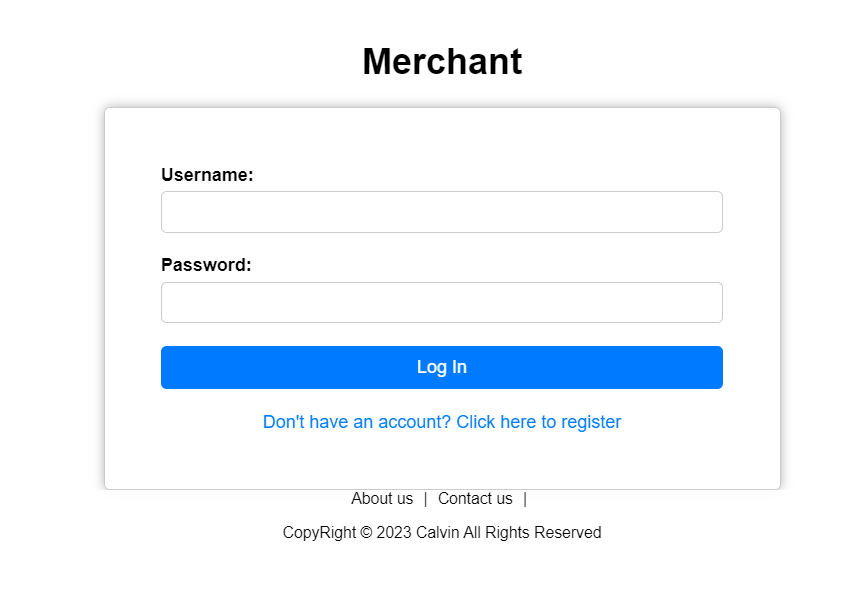 Merchant
Username:
Password:
Log In
Don't have an account? Click here to register
About us | Contact us |
CopyRight © 2023 Calvin All Rights Reserved